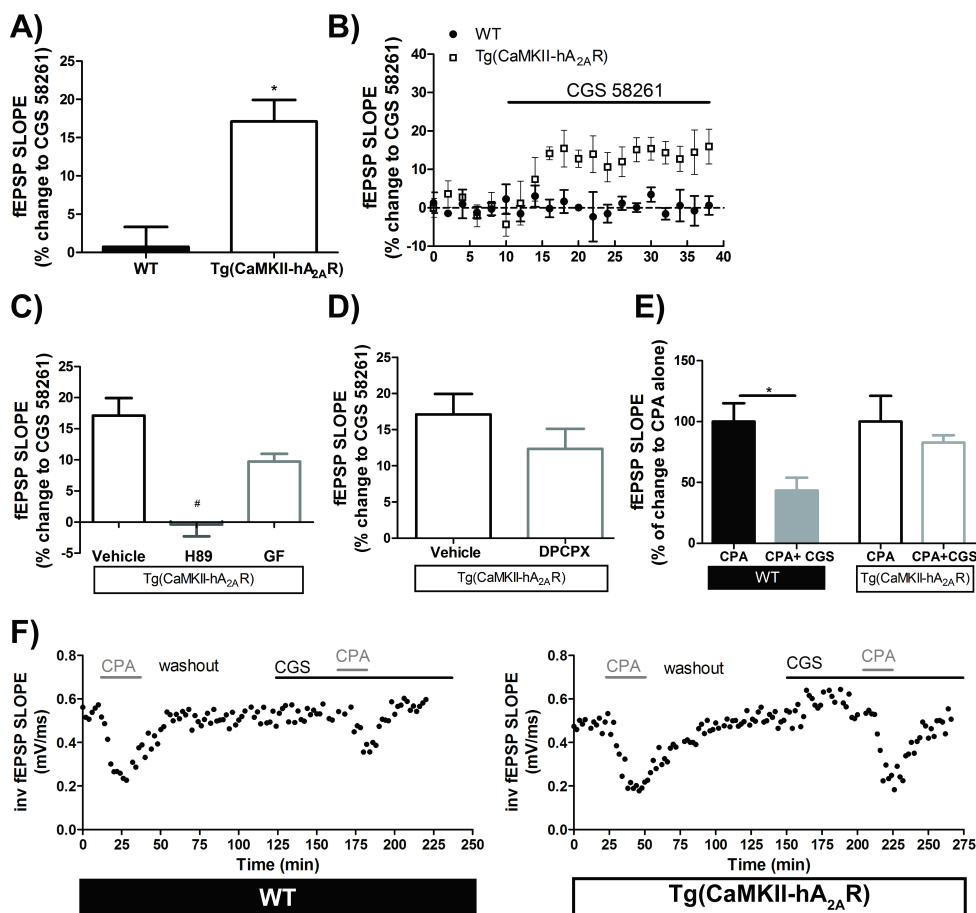 A)
fEPSP SLOPE
(% change to CGS 58261)
25
20
15
10
5
0
*
WT
Tg(CaMKII-hA2AR)
B)
WT
Tg(CaMKII-hA2AR)
fEPSP SLOPE
(% change to CGS 58261)
40
30
20
10
0
-10
CGS 58261
0 5 10 15 20 25 30 35 40
C)
fEPSP SLOPE
(% change to CGS 58261)
25
20
15
10
5
0
-5
#
Vehicle H89 GF
Tg(CaMKII-hA2AR)
D)
fEPSP SLOPE
(% change to CGS 58261)
25
20
15
10
5
0
Vehicle DPCPX
Tg(CaMKII-hA2AR)
E)
fEPSP SLOPE
(% of change to CPA alone)
150
100
50
0
*
CPA CPA+ CGS CPA CPA+CGS
WT Tg(CaMKII-hA2AR)
F)
inv fEPSP SLOPE
(mV/ms)
0.8
0.6
0.4
0.2
0.0
CPA washout CGS CPA
0 25 50 75 100 125 150 175 200 225 250
Time (min)
WT
inv fEPSP SLOPE
(mV/ms)
0.8
0.6
0.4
0.2
0.0
CPA washout CGS CPA
0 25 50 75 100 125 150 175 200 225 250 275
Time (min)
Tg(CaMKII-hA2AR)